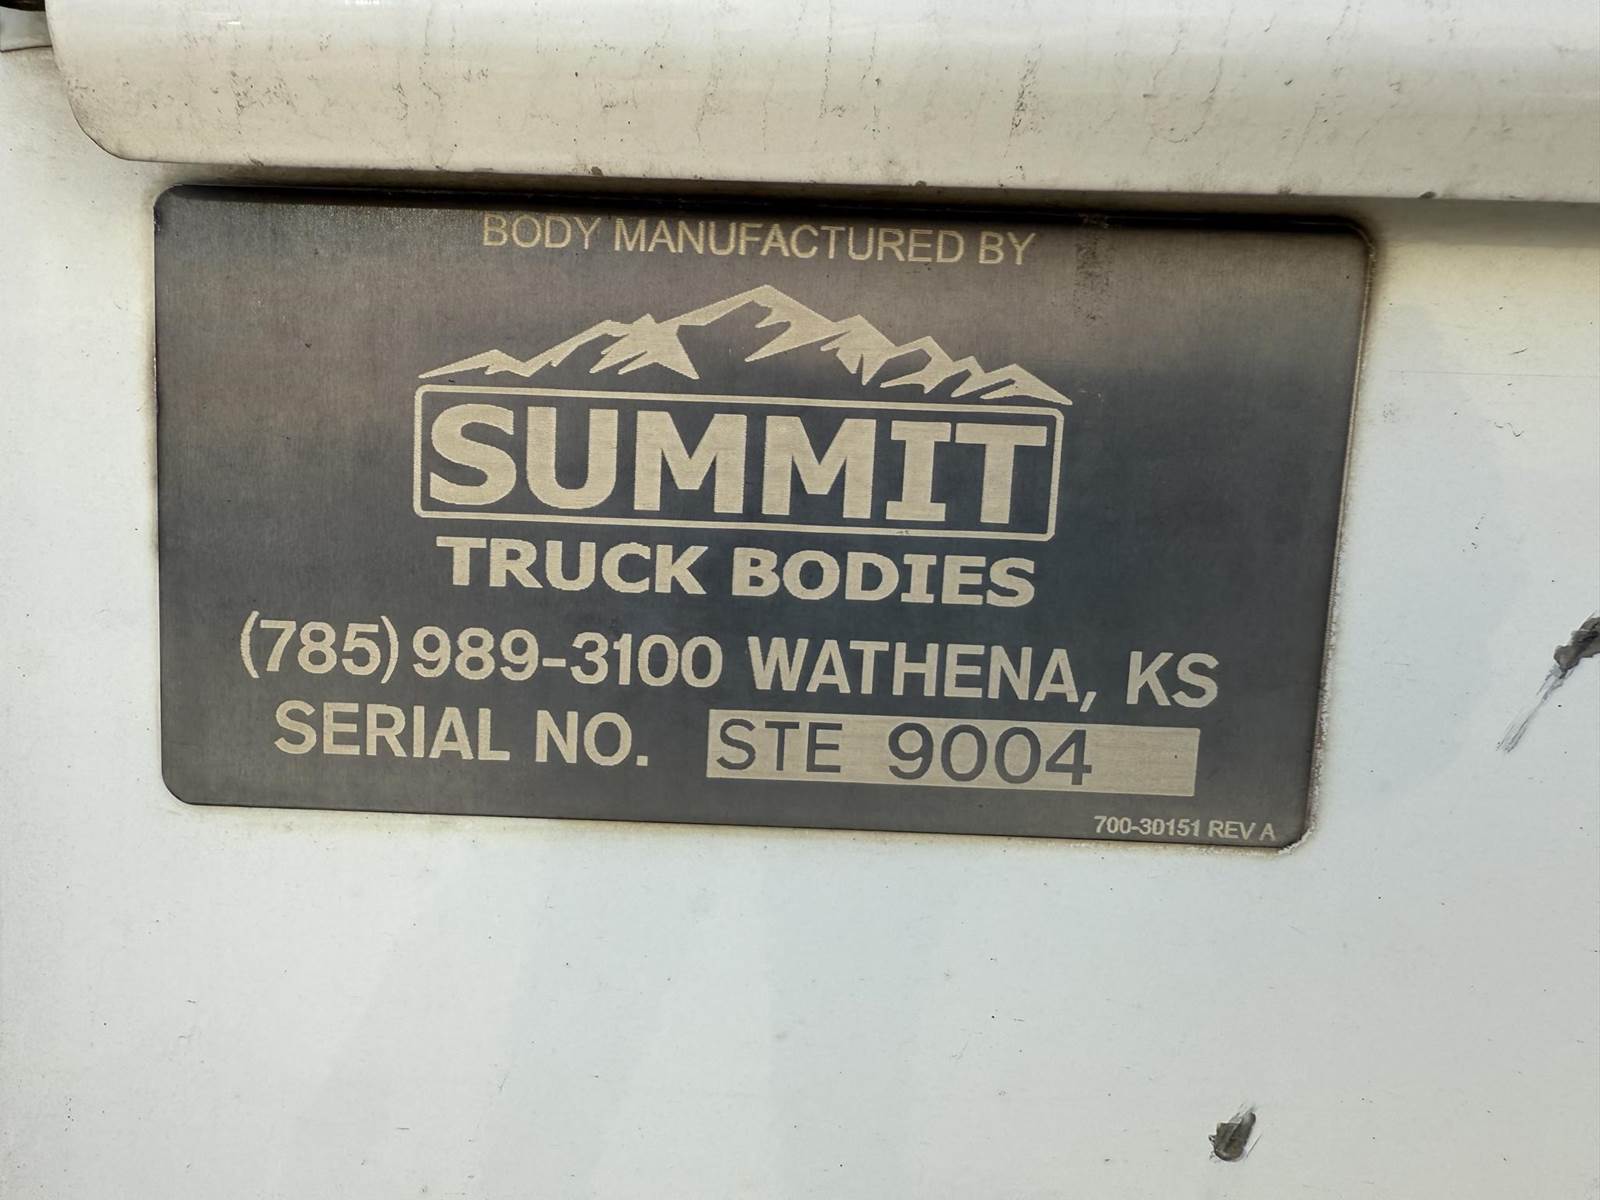 BODY MANUFACTURED BY
SUMMIT
TRUCK BODIES
(785) 989-3100 WATHENA, KS
SERIAL NO. STE 9004
700-30151 REV A